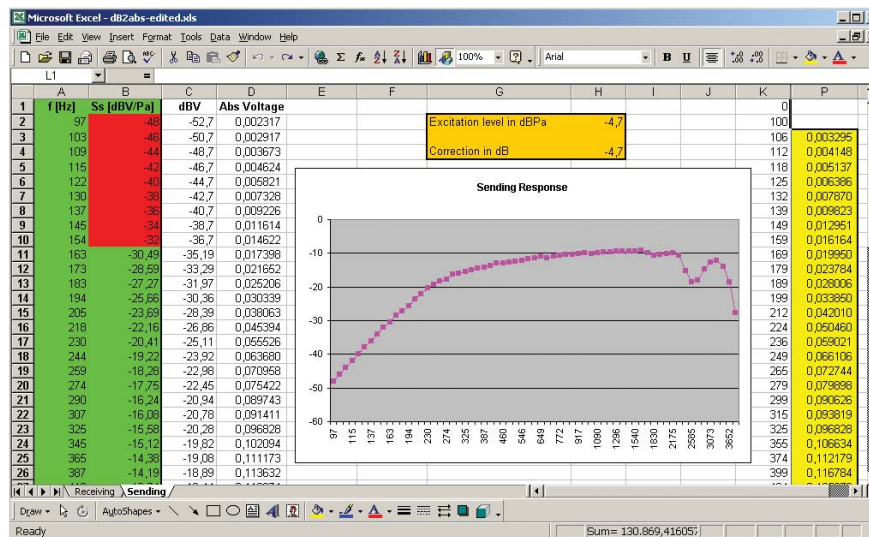 Microsoft Excel - dB2abs-edited.xls
File Edit View Insert Format Tools Data Window Help
100% Arial B U
L1 =
A B C D E F G H I J K P
1 f [Hz] Ss [dBV/Pa] dBV Abs Voltage 0
2 97 -48 -52,7 0,002317 Excitation level in dBPa -4,7 100
3 103 -46 -50,7 0,002917 106 0,003295
4 109 -44 -48,7 0,003673 Correction in dB -4,7 112 0,004148
5 115 -42 -46,7 0,004624 118 0,005137
6 122 -40 -44,7 0,005821 125 0,006386
7 130 -38 -42,7 0,007328 132 0,007870
8 137 -36 -40,7 0,009226 139 0,009823
9 145 -34 -38,7 0,011614 149 0,012951
10 154 -32 -36,7 0,014622 159 0,016164
11 163 -30,49 -35,19 0,017398 169 0,019950
12 173 -28,59 -33,29 0,021652 179 0,023784
13 183 -27,27 -31,97 0,025206 189 0,028006
14 194 -25,66 -30,36 0,030339 199 0,033850
15 205 -23,69 -28,39 0,038063 212 0,042010
16 218 -22,16 -26,86 0,045394 224 0,050460
17 230 -20,41 -25,11 0,055526 236 0,059021
18 244 -19,22 -23,92 0,063680 249 0,066106
19 259 -18,28 -22,98 0,070958 265 0,072744
20 274 -17,75 -22,45 0,075422 279 0,079898
21 290 -16,24 -20,94 0,089743 299 0,090626
22 307 -16,08 -20,78 0,091411 315 0,093819
23 325 -15,58 -20,28 0,096828 325 0,096828
24 345 -15,12 -19,82 0,102094 355 0,106634
25 365 -14,38 -19,08 0,111173 374 0,112179
26 387 -14,19 -18,89 0,113632 399 0,116784
Sending Response
0
-10
-20
-30
-40
-50
-60
97 115 137 163 194 230 274 325 387 460 546 649 772 917 1090 1296 1540 1830 2175 2585 3073 3652
Receiving Sending
Draw AutoShapes
Ready Sum= 130.869,41605